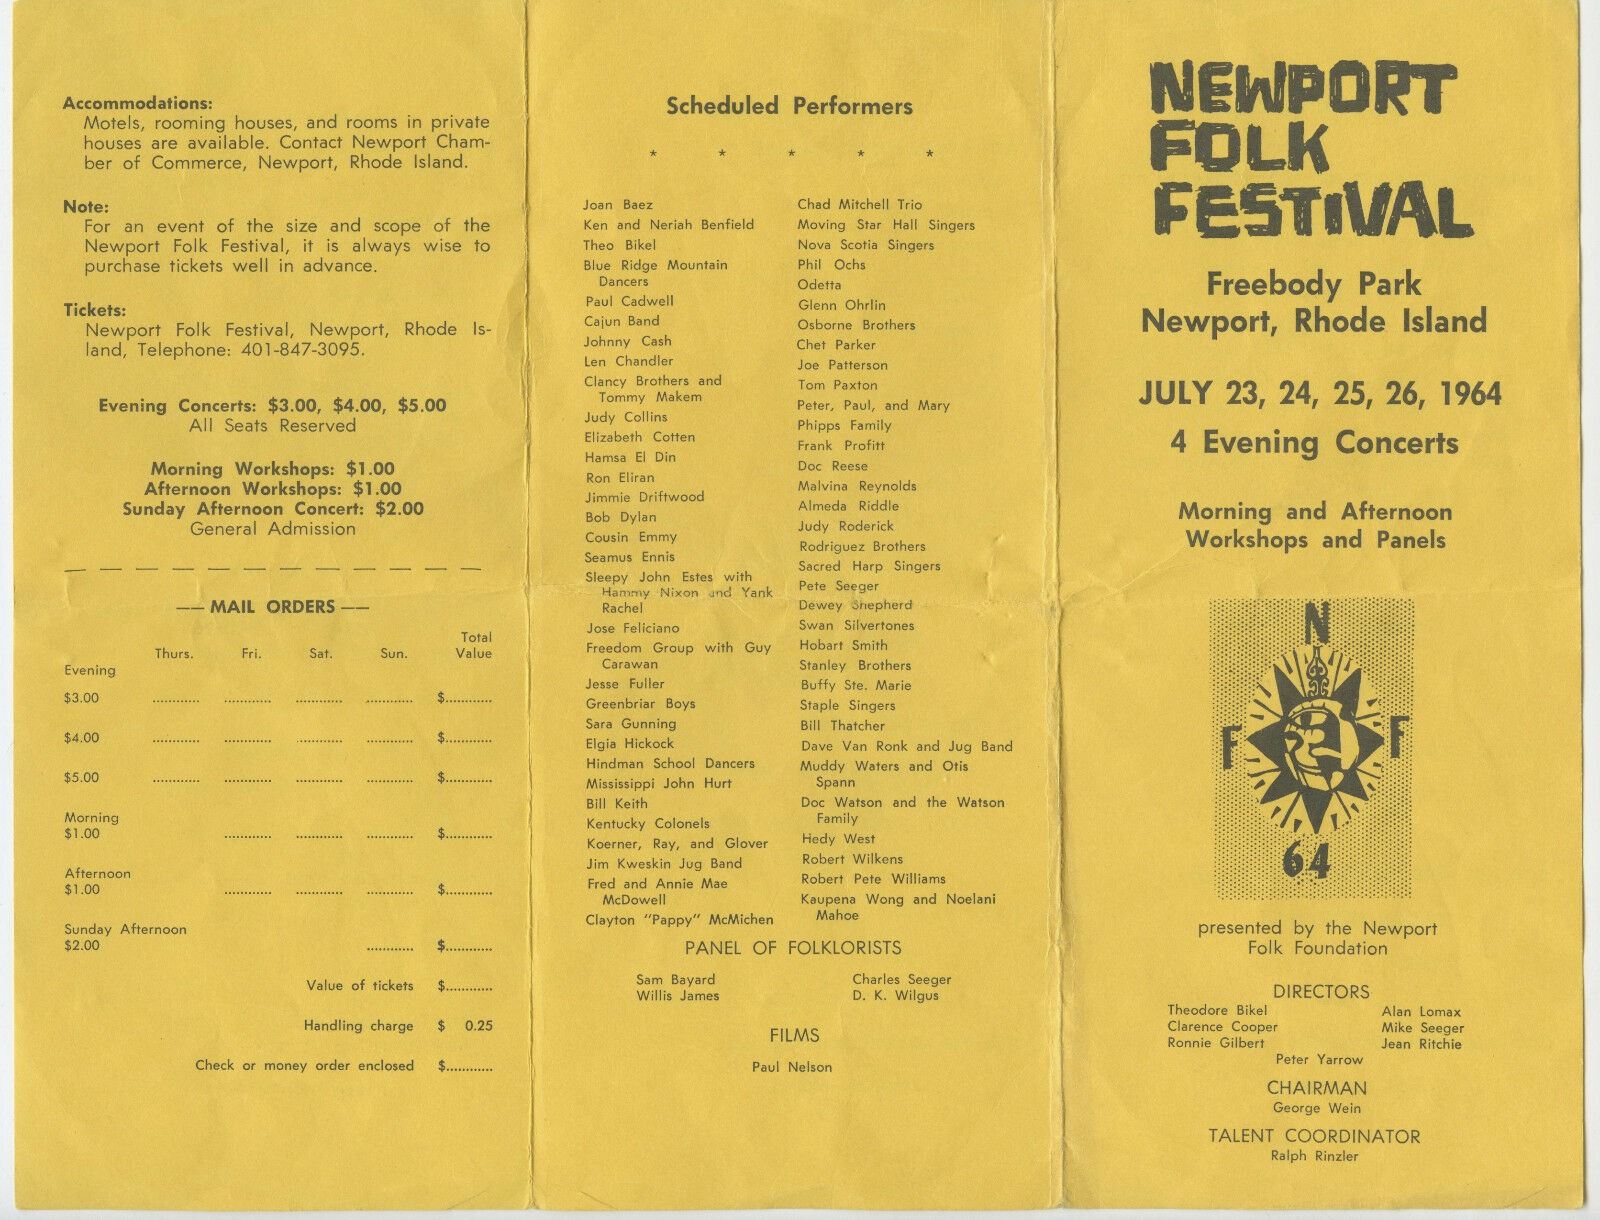 Accommodations:
Motels, rooming houses, and rooms in private
houses are available. Contact Newport Cham-
ber of Commerce, Newport, Rhode Island.
Note:
For an event of the size and scope of the
Newport Folk Festival, it is always wise to
purchase tickets well in advance.
Tickets:
Newport Folk Festival, Newport, Rhode Is-
land, Telephone: 401-847-3095.
Evening Concerts: $3.00, $4.00, $5.00
All Seats Reserved
Morning Workshops: $1.00
Afternoon Workshops: $1.00
Sunday Afternoon Concert: $2.00
General Admission
—— MAIL ORDERS ——
Total
Thurs. Fri. Sat. Sun. Value
Evening
$3.00 ............ ............ ............ ............ $............
$4.00 ............ ............ ............ ............ $............
$5.00 ............ ............ ............ ............ $............
Morning
$1.00 ............ ............ ............ $............
Afternoon
$1.00 ............ ............ ............ $............
Sunday Afternoon
$2.00 ............ $............
Value of tickets $............
Handling charge $ 0.25
Check or money order enclosed $............
Scheduled Performers
* * * * *
Joan Baez
Ken and Neriah Benfield
Theo Bikel
Blue Ridge Mountain
Dancers
Paul Cadwell
Cajun Band
Johnny Cash
Len Chandler
Clancy Brothers and
Tommy Makem
Judy Collins
Elizabeth Cotten
Hamsa El Din
Ron Eliran
Jimmie Driftwood
Bob Dylan
Cousin Emmy
Seamus Ennis
Sleepy John Estes with
Hammy Nixon and Yank
Rachel
Jose Feliciano
Freedom Group with Guy
Carawan
Jesse Fuller
Greenbriar Boys
Sara Gunning
Elgia Hickock
Hindman School Dancers
Mississippi John Hurt
Bill Keith
Kentucky Colonels
Koerner, Ray, and Glover
Jim Kweskin Jug Band
Fred and Annie Mae
McDowell
Clayton "Pappy" McMichen
Chad Mitchell Trio
Moving Star Hall Singers
Nova Scotia Singers
Phil Ochs
Odetta
Glenn Ohrlin
Osborne Brothers
Chet Parker
Joe Patterson
Tom Paxton
Peter, Paul, and Mary
Phipps Family
Frank Profitt
Doc Reese
Malvina Reynolds
Almeda Riddle
Judy Roderick
Rodriguez Brothers
Sacred Harp Singers
Pete Seeger
Dewey Shepherd
Swan Silvertones
Hobart Smith
Stanley Brothers
Buffy Ste. Marie
Staple Singers
Bill Thatcher
Dave Van Ronk and Jug Band
Muddy Waters and Otis
Spann
Doc Watson and the Watson
Family
Hedy West
Robert Wilkens
Robert Pete Williams
Kaupena Wong and Noelani
Mahoe
PANEL OF FOLKLORISTS
Sam Bayard Charles Seeger
Willis James D. K. Wilgus
FILMS
Paul Nelson
NEWPORT
FOLK
FESTIVAL
Freebody Park
Newport, Rhode Island
JULY 23, 24, 25, 26, 1964
4 Evening Concerts
Morning and Afternoon
Workshops and Panels
N
F F
64
presented by the Newport
Folk Foundation
DIRECTORS
Theodore Bikel Alan Lomax
Clarence Cooper Mike Seeger
Ronnie Gilbert Jean Ritchie
Peter Yarrow
CHAIRMAN
George Wein
TALENT COORDINATOR
Ralph Rinzler